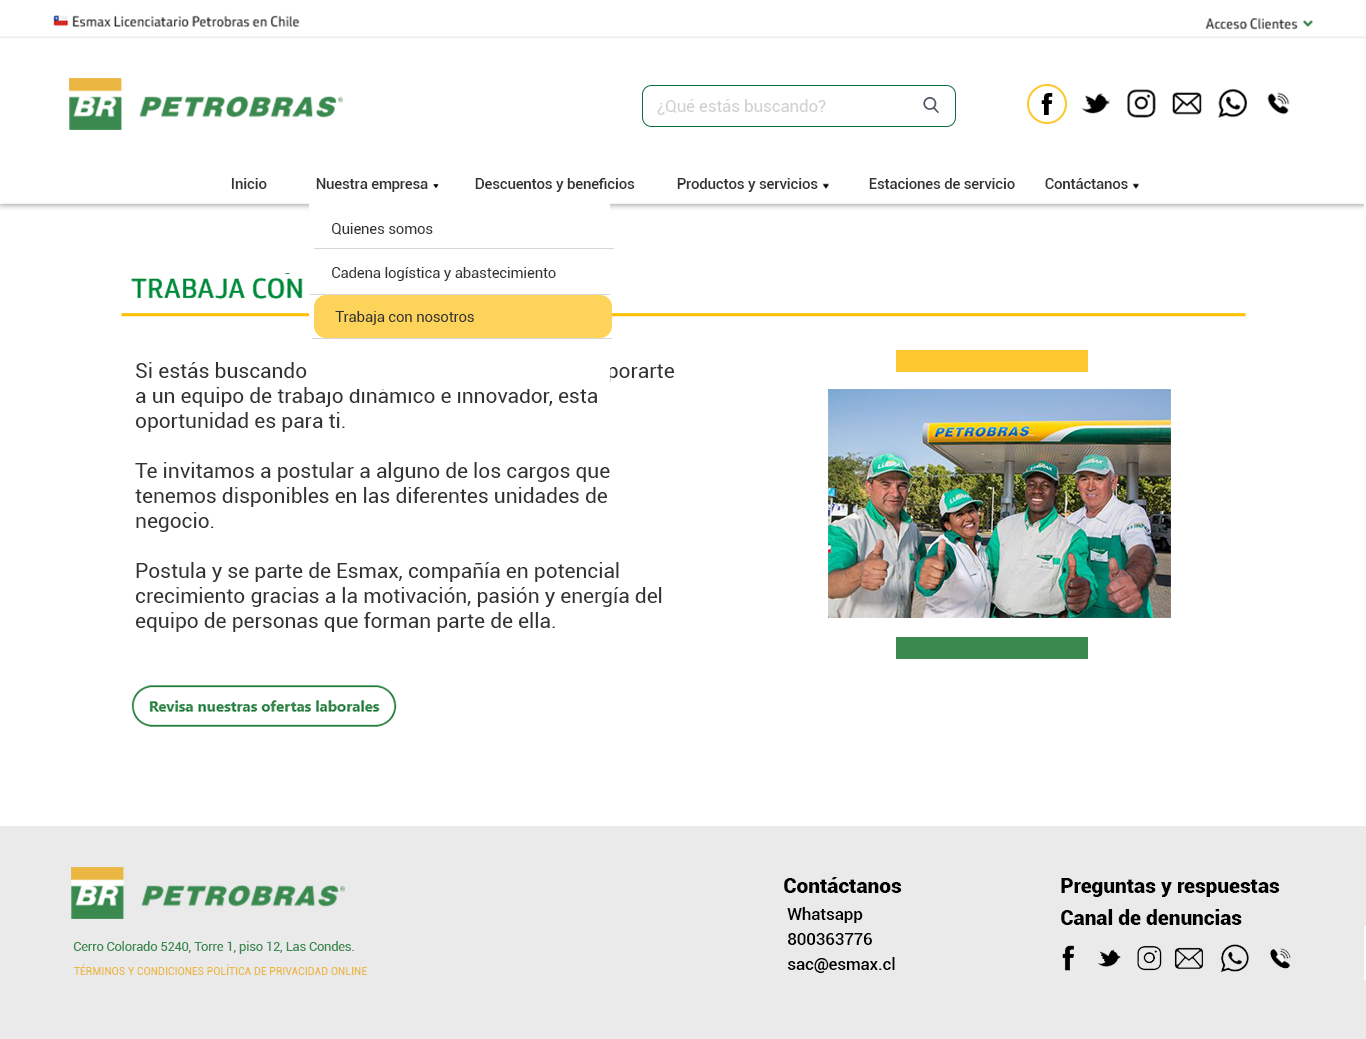 Esmax Licenciatario Petrobras en Chile
Acceso Clientes
BR PETROBRAS®
¿Qué estás buscando?
Inicio
Nuestra empresa
Descuentos y beneficios
Productos y servicios
Estaciones de servicio
Contáctanos
Quienes somos
Cadena logística y abastecimiento
Trabaja con nosotros
TRABAJA CON
Si estás buscando porarte
a un equipo de trabajo dinámico e innovador, esta
oportunidad es para ti.
Te invitamos a postular a alguno de los cargos que
tenemos disponibles en las diferentes unidades de
negocio.
Postula y se parte de Esmax, compañía en potencial
crecimiento gracias a la motivación, pasión y energía del
equipo de personas que forman parte de ella.
PETROBRAS
LUBRAX
LUBRAX
LUBRAX
LUBRAX
Revisa nuestras ofertas laborales
BR PETROBRAS®
Cerro Colorado 5240, Torre 1, piso 12, Las Condes.
TÉRMINOS Y CONDICIONES POLÍTICA DE PRIVACIDAD ONLINE
Contáctanos
Whatsapp
800363776
sac@esmax.cl
Preguntas y respuestas
Canal de denuncias